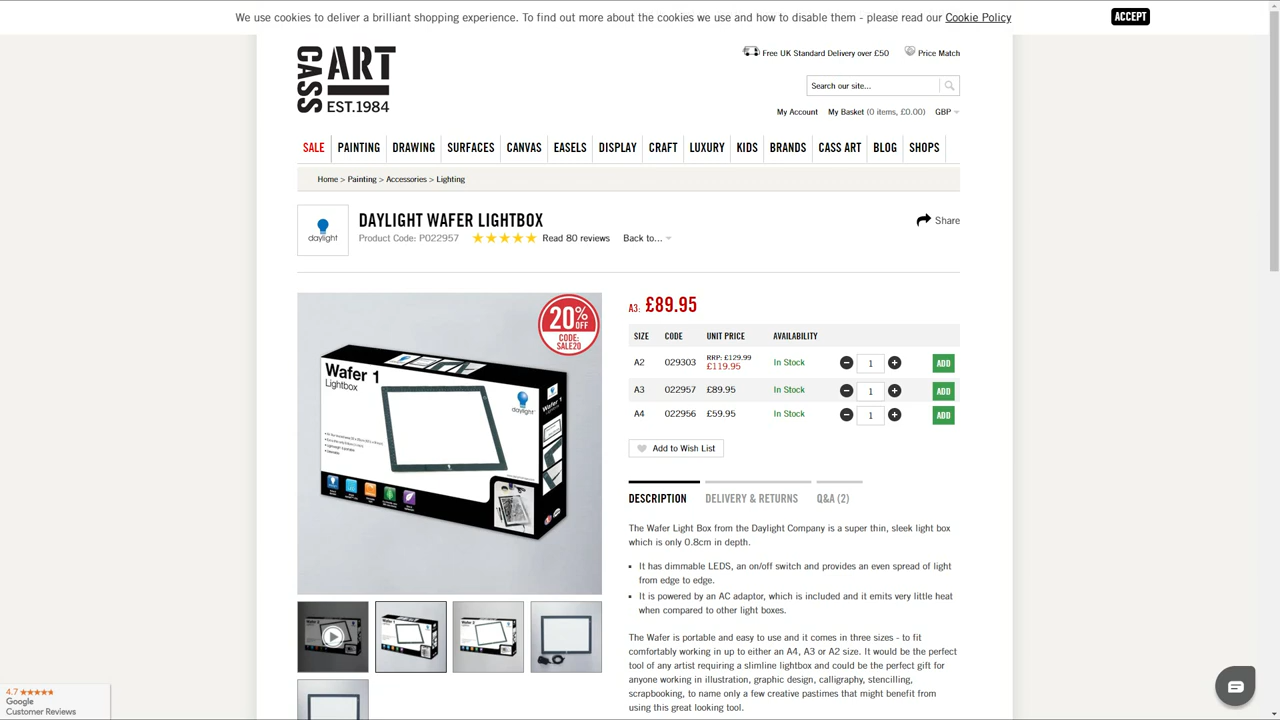 We use cookies to deliver a brilliant shopping experience. To find out more about the cookies we use and how to disable them - please read our Cookie Policy
ACCEPT
CASS ART
EST.1984
Free UK Standard Delivery over £50
Price Match
Search our site...
My Account
My Basket (0 items, £0.00)
GBP
SALE PAINTING DRAWING SURFACES CANVAS EASELS DISPLAY CRAFT LUXURY KIDS BRANDS CASS ART BLOG SHOPS
Home > Painting > Accessories > Lighting
daylight
DAYLIGHT WAFER LIGHTBOX
Product Code: P022957
Read 80 reviews
Back to...
Share
20% OFF
CODE:
SALE20
Wafer 1
Lightbox
daylight
Wafer 1
A3: £89.95
SIZE CODE UNIT PRICE AVAILABILITY
A2 029303 RRP: £129.99 £119.95 In Stock 1 ADD
A3 022957 £89.95 In Stock 1 ADD
A4 022956 £59.95 In Stock 1 ADD
Add to Wish List
DESCRIPTION DELIVERY & RETURNS Q&A (2)
The Wafer Light Box from the Daylight Company is a super thin, sleek light box
which is only 0.8cm in depth.
It has dimmable LEDS, an on/off switch and provides an even spread of light
from edge to edge.
It is powered by an AC adaptor, which is included and it emits very little heat
when compared to other light boxes.
The Wafer is portable and easy to use and it comes in three sizes - to fit
comfortably working in up to either an A4, A3 or A2 size. It would be the perfect
tool of any artist requiring a slimline lightbox and could be the perfect gift for
anyone working in illustration, graphic design, calligraphy, stencilling,
scrapbooking, to name only a few creative pastimes that might benefit from
using this great looking tool.
4.7
Google
Customer Reviews